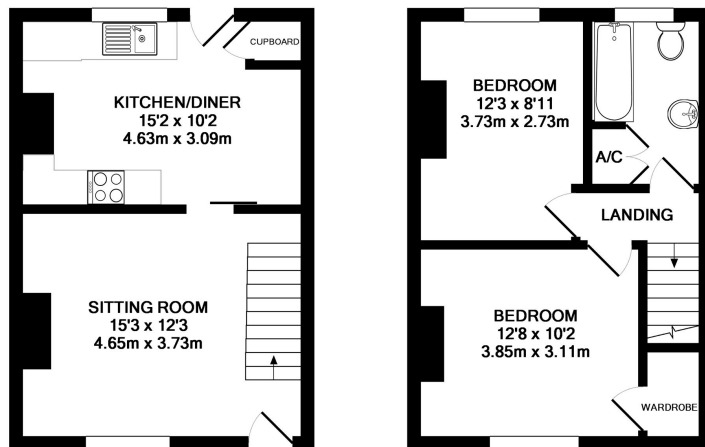 CUPBOARD
KITCHEN/DINER
15'2 x 10'2
4.63m x 3.09m
SITTING ROOM
15'3 x 12'3
4.65m x 3.73m
BEDROOM
12'3 x 8'11
3.73m x 2.73m
A/C
LANDING
BEDROOM
12'8 x 10'2
3.85m x 3.11m
WARDROBE